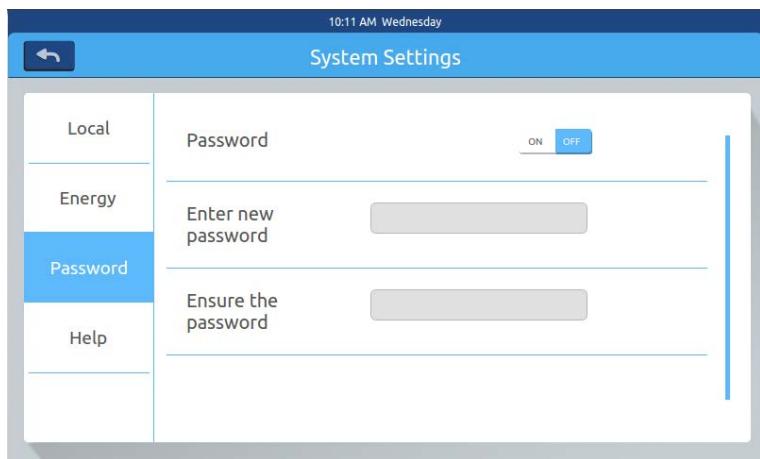 10:11 AM Wednesday
System Settings
Local
Energy
Password
Help
Password
ON OFF
Enter new
password
Ensure the
password